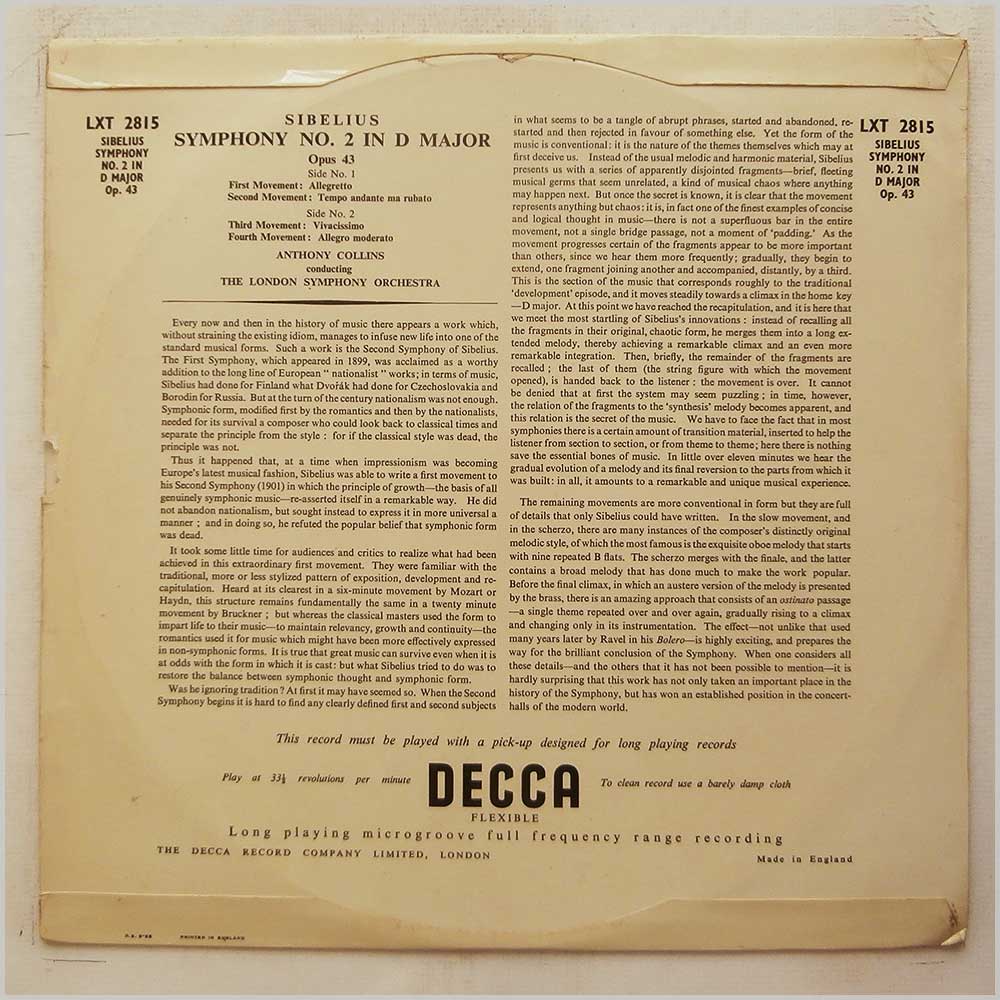 LXT 2815
SIBELIUS
SYMPHONY
NO. 2 IN
D MAJOR
Op. 43
SIBELIUS
SYMPHONY NO. 2 IN D MAJOR
Opus 43
Side No. 1
First Movement: Allegretto
Second Movement: Tempo andante ma rubato
Side No. 2
Third Movement: Vivacissimo
Fourth Movement: Allegro moderato
ANTHONY COLLINS
conducting
THE LONDON SYMPHONY ORCHESTRA
Every now and then in the history of music there appears a work which,
without straining the existing idiom, manages to infuse new life into one of the
standard musical forms. Such a work is the Second Symphony of Sibelius.
The First Symphony, which appeared in 1899, was acclaimed as a worthy
addition to the long line of European " nationalist " works; in terms of music,
Sibelius had done for Finland what Dvořák had done for Czechoslovakia and
Borodin for Russia. But at the turn of the century nationalism was not enough.
Symphonic form, modified first by the romantics and then by the nationalists,
needed for its survival a composer who could look back to classical times and
separate the principle from the style : for if the classical style was dead, the
principle was not.
Thus it happened that, at a time when impressionism was becoming
Europe's latest musical fashion, Sibelius was able to write a first movement to
his Second Symphony (1901) in which the principle of growth—the basis of all
genuinely symphonic music—re-asserted itself in a remarkable way. He did
not abandon nationalism, but sought instead to express it in more universal a
manner ; and in doing so, he refuted the popular belief that symphonic form
was dead.
It took some little time for audiences and critics to realize what had been
achieved in this extraordinary first movement. They were familiar with the
traditional, more or less stylized pattern of exposition, development and re-
capitulation. Heard at its clearest in a six-minute movement by Mozart or
Haydn, this structure remains fundamentally the same in a twenty minute
movement by Bruckner ; but whereas the classical masters used the form to
impart life to their music—to maintain relevancy, growth and continuity—the
romantics used it for music which might have been more effectively expressed
in non-symphonic forms. It is true that great music can survive even when it is
at odds with the form in which it is cast: but what Sibelius tried to do was to
restore the balance between symphonic thought and symphonic form.
Was he ignoring tradition? At first it may have seemed so. When the Second
Symphony begins it is hard to find any clearly defined first and second subjects
in what seems to be a tangle of abrupt phrases, started and abandoned, re-
started and then rejected in favour of something else. Yet the form of the
music is conventional: it is the nature of the themes themselves which may at
first deceive us. Instead of the usual melodic and harmonic material, Sibelius
presents us with a series of apparently disjointed fragments—brief, fleeting
musical germs that seem unrelated, a kind of musical chaos where anything
may happen next. But once the secret is known, it is clear that the movement
represents anything but chaos: it is, in fact one of the finest examples of concise
and logical thought in music—there is not a superfluous bar in the entire
movement, not a single bridge passage, not a moment of 'padding.' As the
movement progresses certain of the fragments appear to be more important
than others, since we hear them more frequently; gradually, they begin to
extend, one fragment joining another and accompanied, distantly, by a third.
This is the section of the music that corresponds roughly to the traditional
'development' episode, and it moves steadily towards a climax in the home key
—D major. At this point we have reached the recapitulation, and it is here that
we meet the most startling of Sibelius's innovations : instead of recalling all
the fragments in their original, chaotic form, he merges them into a long ex-
tended melody, thereby achieving a remarkable climax and an even more
remarkable integration. Then, briefly, the remainder of the fragments are
recalled ; the last of them (the string figure with which the movement
opened), is handed back to the listener : the movement is over. It cannot
be denied that at first the system may seem puzzling ; in time, however,
the relation of the fragments to the 'synthesis' melody becomes apparent, and
this relation is the secret of the music. We have to face the fact that in most
symphonies there is a certain amount of transition material, inserted to help the
listener from section to section, or from theme to theme; here there is nothing
save the essential bones of music. In little over eleven minutes we hear the
gradual evolution of a melody and its final reversion to the parts from which it
was built: in all, it amounts to a remarkable and unique musical experience.
The remaining movements are more conventional in form but they are full
of details that only Sibelius could have written. In the slow movement, and
in the scherzo, there are many instances of the composer's distinctly original
melodic style, of which the most famous is the exquisite oboe melody that starts
with nine repeated B flats. The scherzo merges with the finale, and the latter
contains a broad melody that has done much to make the work popular.
Before the final climax, in which an austere version of the melody is presented
by the brass, there is an amazing approach that consists of an ostinato passage
—a single theme repeated over and over again, gradually rising to a climax
and changing only in its instrumentation. The effect—not unlike that used
many years later by Ravel in his Bolero—is highly exciting, and prepares the
way for the brilliant conclusion of the Symphony. When one considers all
these details—and the others that it has not been possible to mention—it is
hardly surprising that this work has not only taken an important place in the
history of the Symphony, but has won an established position in the concert-
halls of the modern world.
LXT 2815
SIBELIUS
SYMPHONY
NO. 2 IN
D MAJOR
Op. 43
This record must be played with a pick-up designed for long playing records
Play at 33⅓ revolutions per minute
DECCA
FLEXIBLE
To clean record use a barely damp cloth
Long playing microgroove full frequency range recording
THE DECCA RECORD COMPANY LIMITED, LONDON
Made in England
PRINTED IN ENGLAND